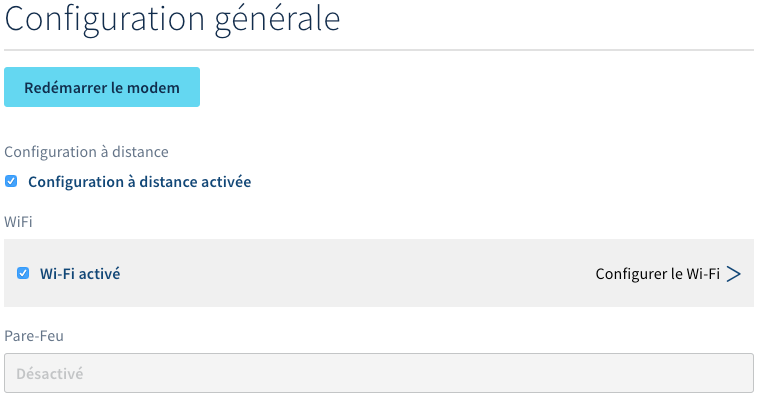 Configuration générale
Redémarrer le modem
Configuration à distance
Configuration à distance activée
WiFi
Wi-Fi activé
Configurer le Wi-Fi
Pare-Feu
Désactivé